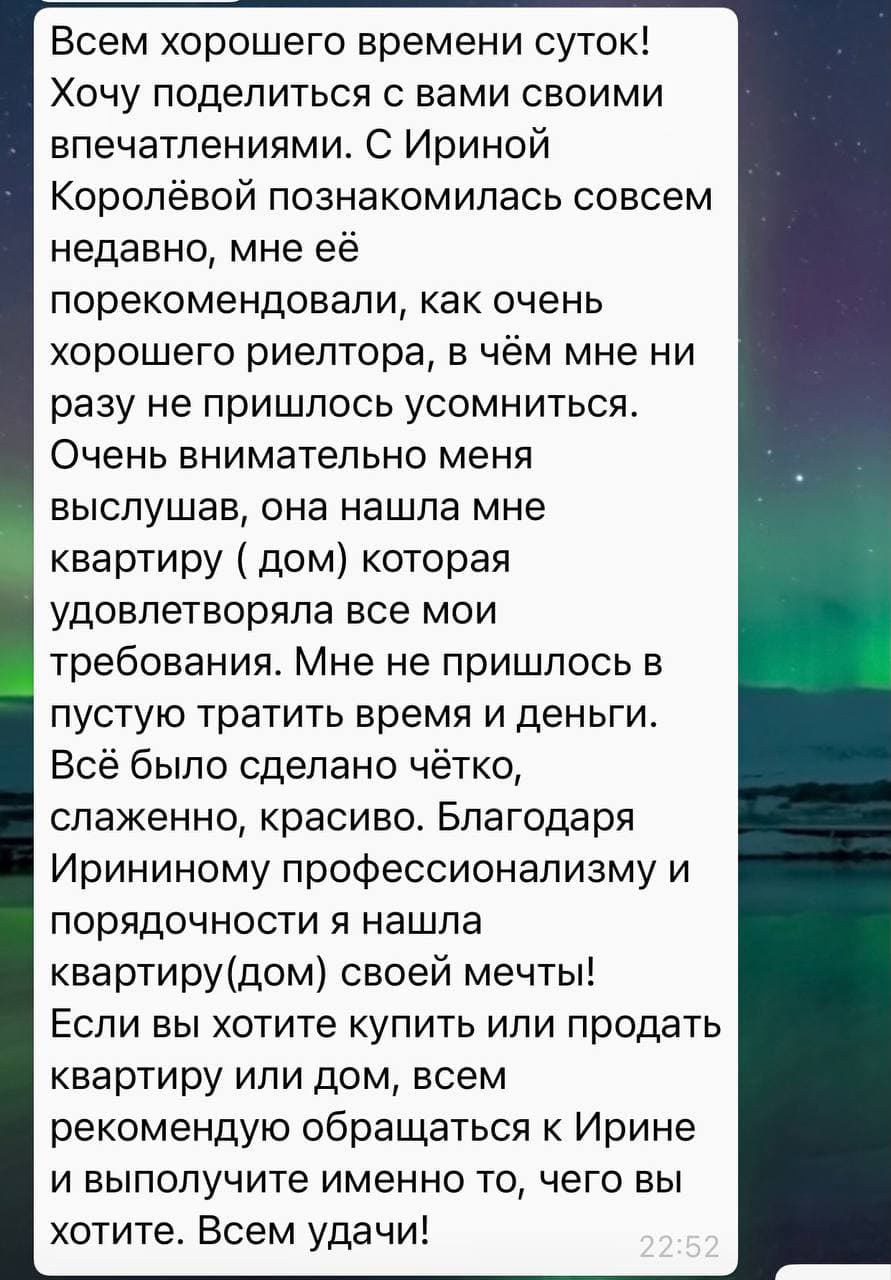 Всем хорошего времени суток!
Хочу поделиться с вами своими
впечатлениями. С Ириной
Королёвой познакомилась совсем
недавно, мне её
порекомендовали, как очень
хорошего риелтора, в чём мне ни
разу не пришлось усомниться.
Очень внимательно меня
выслушав, она нашла мне
квартиру ( дом) которая
удовлетворяла все мои
требования. Мне не пришлось в
пустую тратить время и деньги.
Всё было сделано чётко,
слаженно, красиво. Благодаря
Ирининому профессионализму и
порядочности я нашла
квартиру(дом) своей мечты!
Если вы хотите купить или продать
квартиру или дом, всем
рекомендую обращаться к Ирине
и выполучите именно то, чего вы
хотите. Всем удачи!
22:52